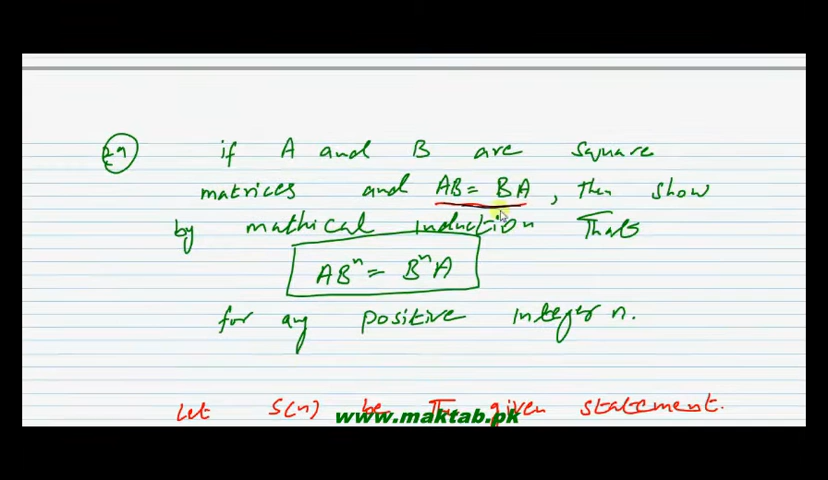 29 if A and B are square
matrices and AB = BA, then show
by mathical induction that
ABⁿ = BⁿA
for any positive integer n.
Let S(n) be the given statement.
www.maktab.pk